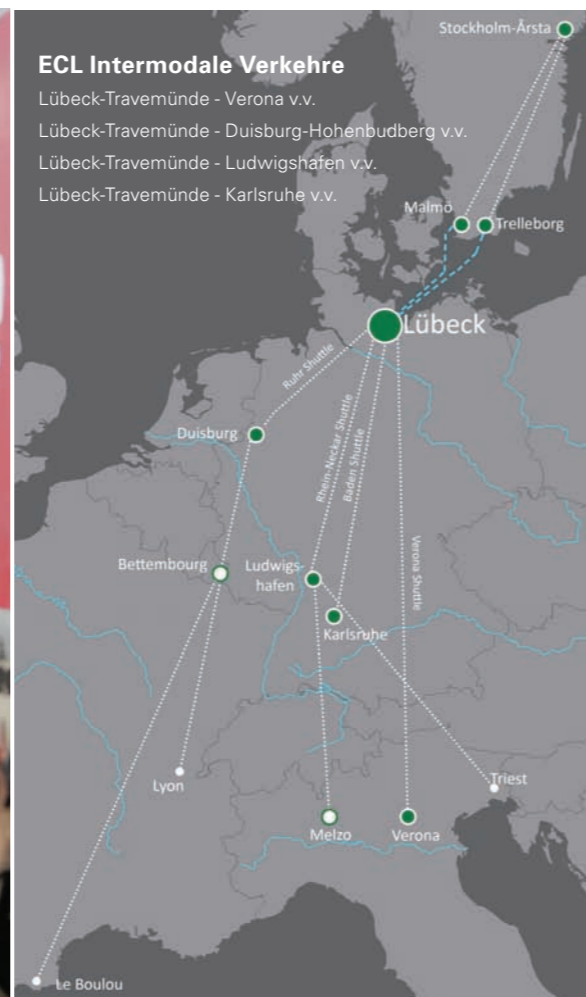 ECL Intermodale Verkehre
Lübeck-Travemünde - Verona v.v.
Lübeck-Travemünde - Duisburg-Hohenbudberg v.v.
Lübeck-Travemünde - Ludwigshafen v.v.
Lübeck-Travemünde - Karlsruhe v.v.
Stockholm-Årsta
Malmö
Trelleborg
Lübeck
Ruhr Shuttle
Rhein-Neckar Shuttle
Baden Shuttle
Verona Shuttle
Duisburg
Bettembourg
Ludwigs-
hafen
Karlsruhe
Lyon
Triest
Melzo
Verona
Le Boulou